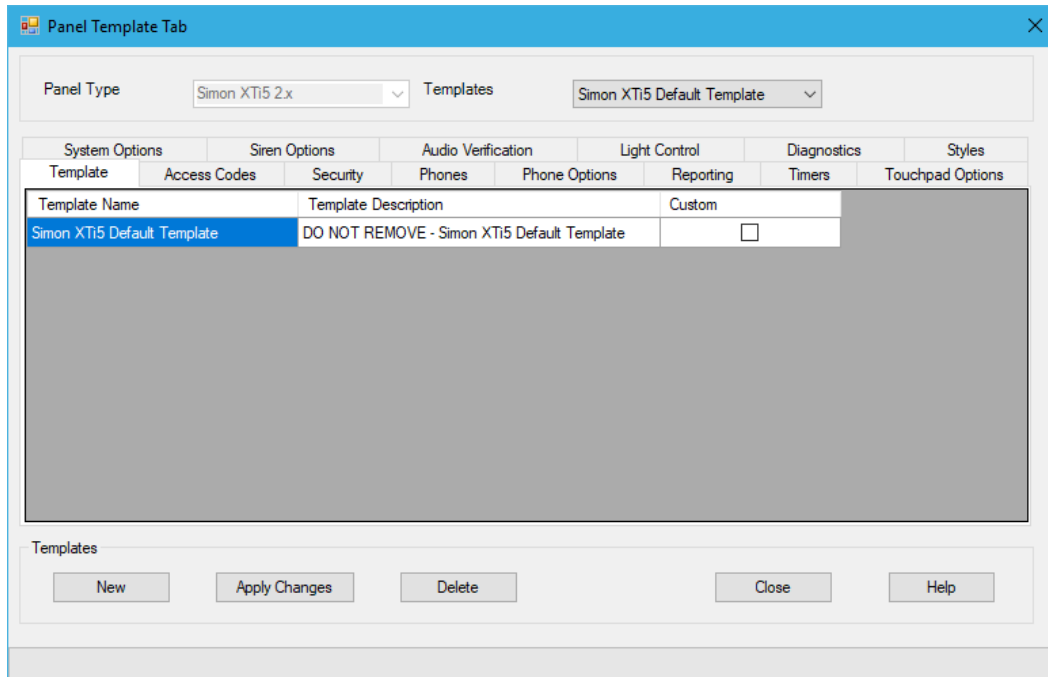 Panel Template Tab
Panel Type Simon XTi5 2.x Templates Simon XTi5 Default Template
System Options Siren Options Audio Verification Light Control Diagnostics Styles
Template Access Codes Security Phones Phone Options Reporting Timers Touchpad Options
Template Name Template Description Custom
Simon XTi5 Default Template DO NOT REMOVE - Simon XTi5 Default Template
Templates
New Apply Changes Delete Close Help